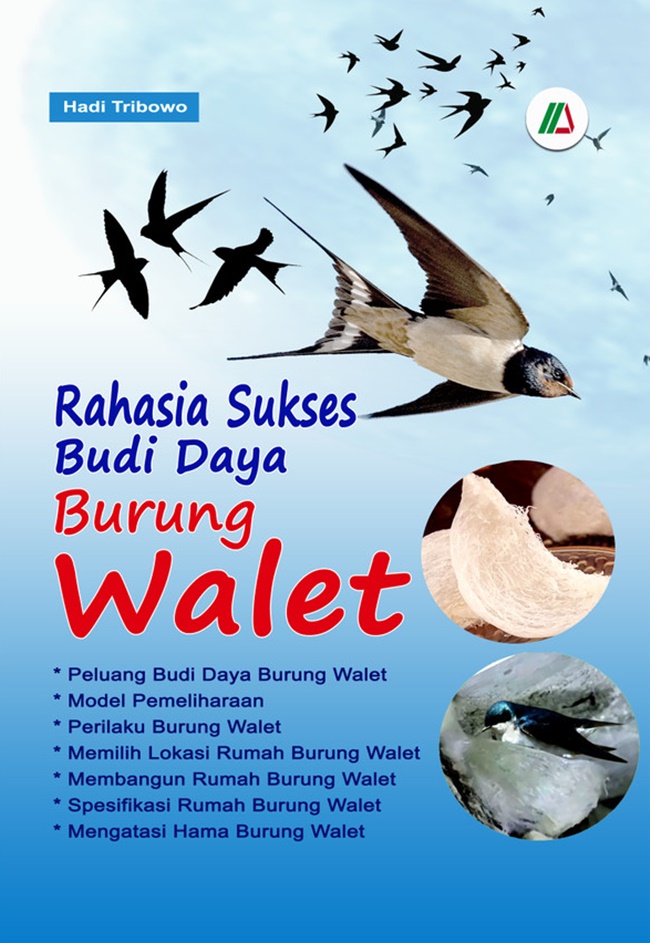 Hadi Tribowo
Rahasia Sukses
Budi Daya
Burung
Walet
* Peluang Budi Daya Burung Walet
* Model Pemeliharaan
* Perilaku Burung Walet
* Memilih Lokasi Rumah Burung Walet
* Membangun Rumah Burung Walet
* Spesifikasi Rumah Burung Walet
* Mengatasi Hama Burung Walet